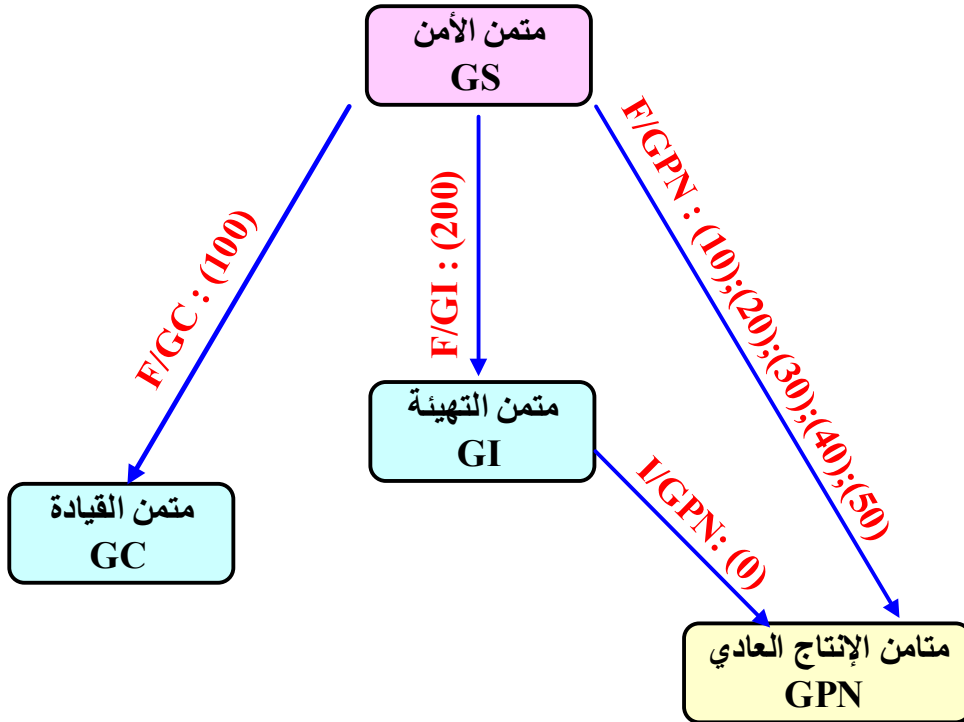 متمن الأمن
GS
F/GC : (100)
F/GI : (200)
F/GPN : (10);(20);(30);(40);(50)
متمن التهيئة
GI
I/GPN: (0)
متمن القيادة
GC
متامن الإنتاج العادي
GPN